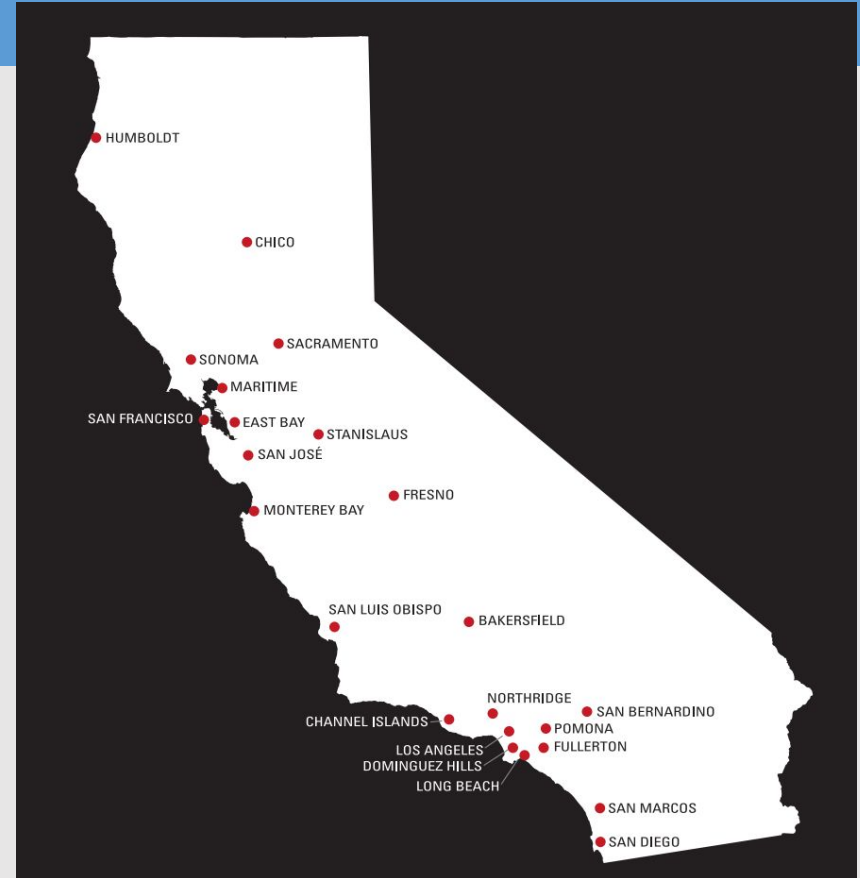 HUMBOLDT
CHICO
SACRAMENTO
SONOMA
MARITIME
SAN FRANCISCO
EAST BAY
STANISLAUS
SAN JOSÉ
FRESNO
MONTEREY BAY
SAN LUIS OBISPO
BAKERSFIELD
NORTHRIDGE
SAN BERNARDINO
CHANNEL ISLANDS
POMONA
LOS ANGELES
FULLERTON
DOMINGUEZ HILLS
LONG BEACH
SAN MARCOS
SAN DIEGO